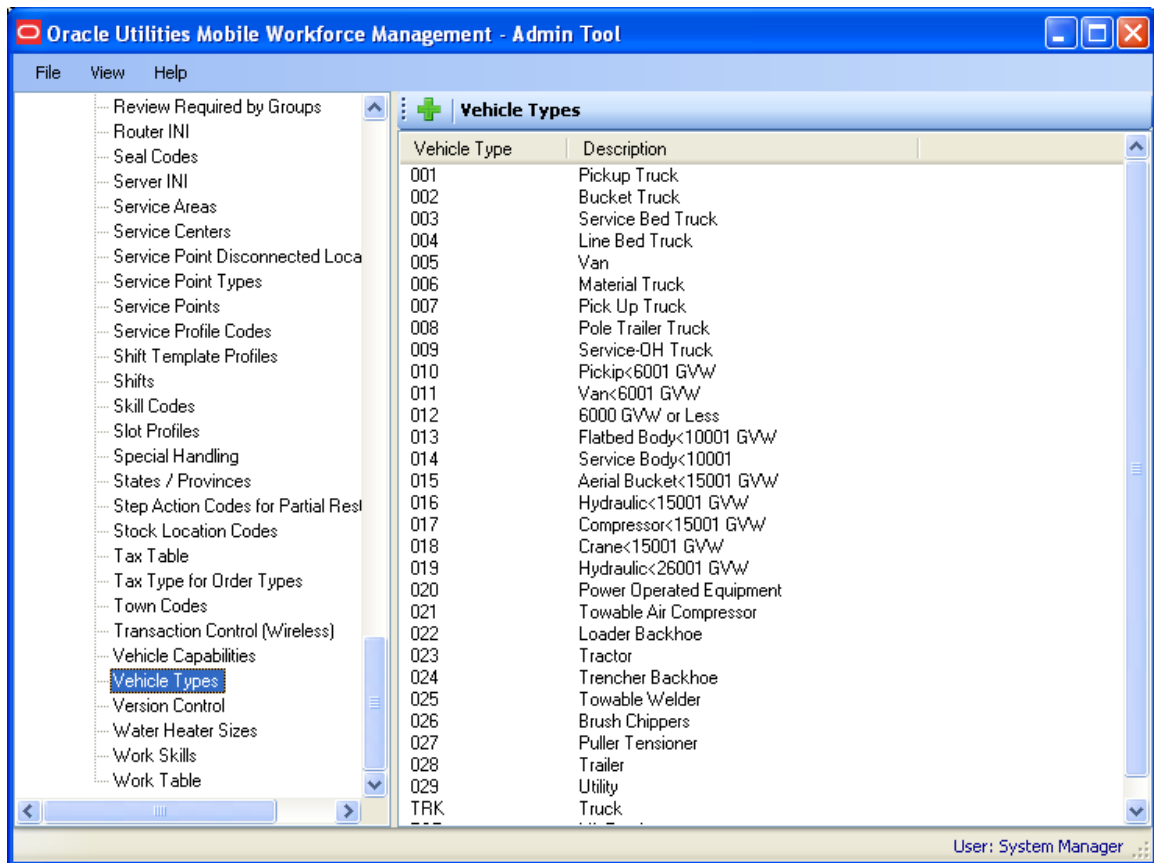 Oracle Utilities Mobile Workforce Management - Admin Tool
File View Help
Review Required by Groups
Router INI
Seal Codes
Server INI
Service Areas
Service Centers
Service Point Disconnected Loca
Service Point Types
Service Points
Service Profile Codes
Shift Template Profiles
Shifts
Skill Codes
Slot Profiles
Special Handling
States / Provinces
Step Action Codes for Partial Rest
Stock Location Codes
Tax Table
Tax Type for Order Types
Town Codes
Transaction Control (Wireless)
Vehicle Capabilities
Vehicle Types
Version Control
Water Heater Sizes
Work Skills
Work Table
Vehicle Types
Vehicle Type Description
001 Pickup Truck
002 Bucket Truck
003 Service Bed Truck
004 Line Bed Truck
005 Van
006 Material Truck
007 Pick Up Truck
008 Pole Trailer Truck
009 Service-OH Truck
010 Pickip<6001 GVW
011 Van<6001 GVW
012 6000 GVW or Less
013 Flatbed Body<10001 GVW
014 Service Body<10001
015 Aerial Bucket<15001 GVW
016 Hydraulic<15001 GVW
017 Compressor<15001 GVW
018 Crane<15001 GVW
019 Hydraulic<26001 GVW
020 Power Operated Equipment
021 Towable Air Compressor
022 Loader Backhoe
023 Tractor
024 Trencher Backhoe
025 Towable Welder
026 Brush Chippers
027 Puller Tensioner
028 Trailer
029 Utility
TRK Truck
User: System Manager